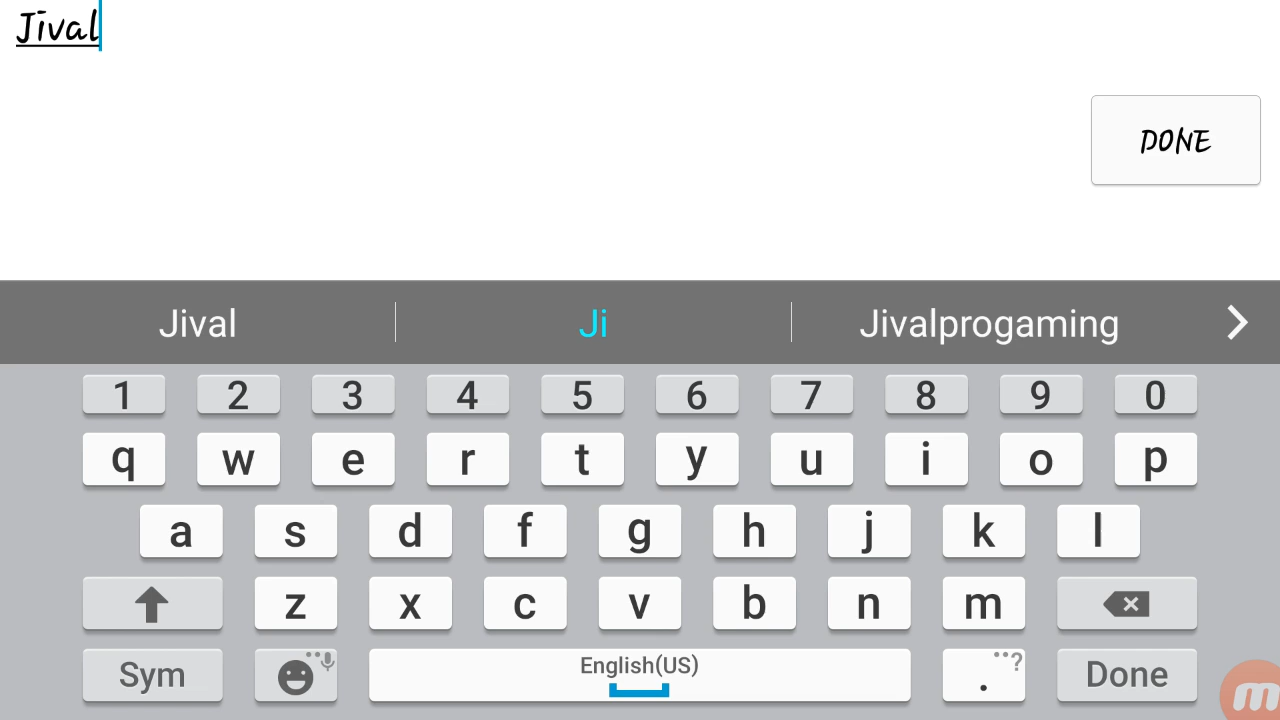 Jival
DONE
Jival Ji Jivalprogaming
1 2 3 4 5 6 7 8 9 0
q w e r t y u i o p
a s d f g h j k l
z x c v b n m
Sym English(US) . ? Done
m